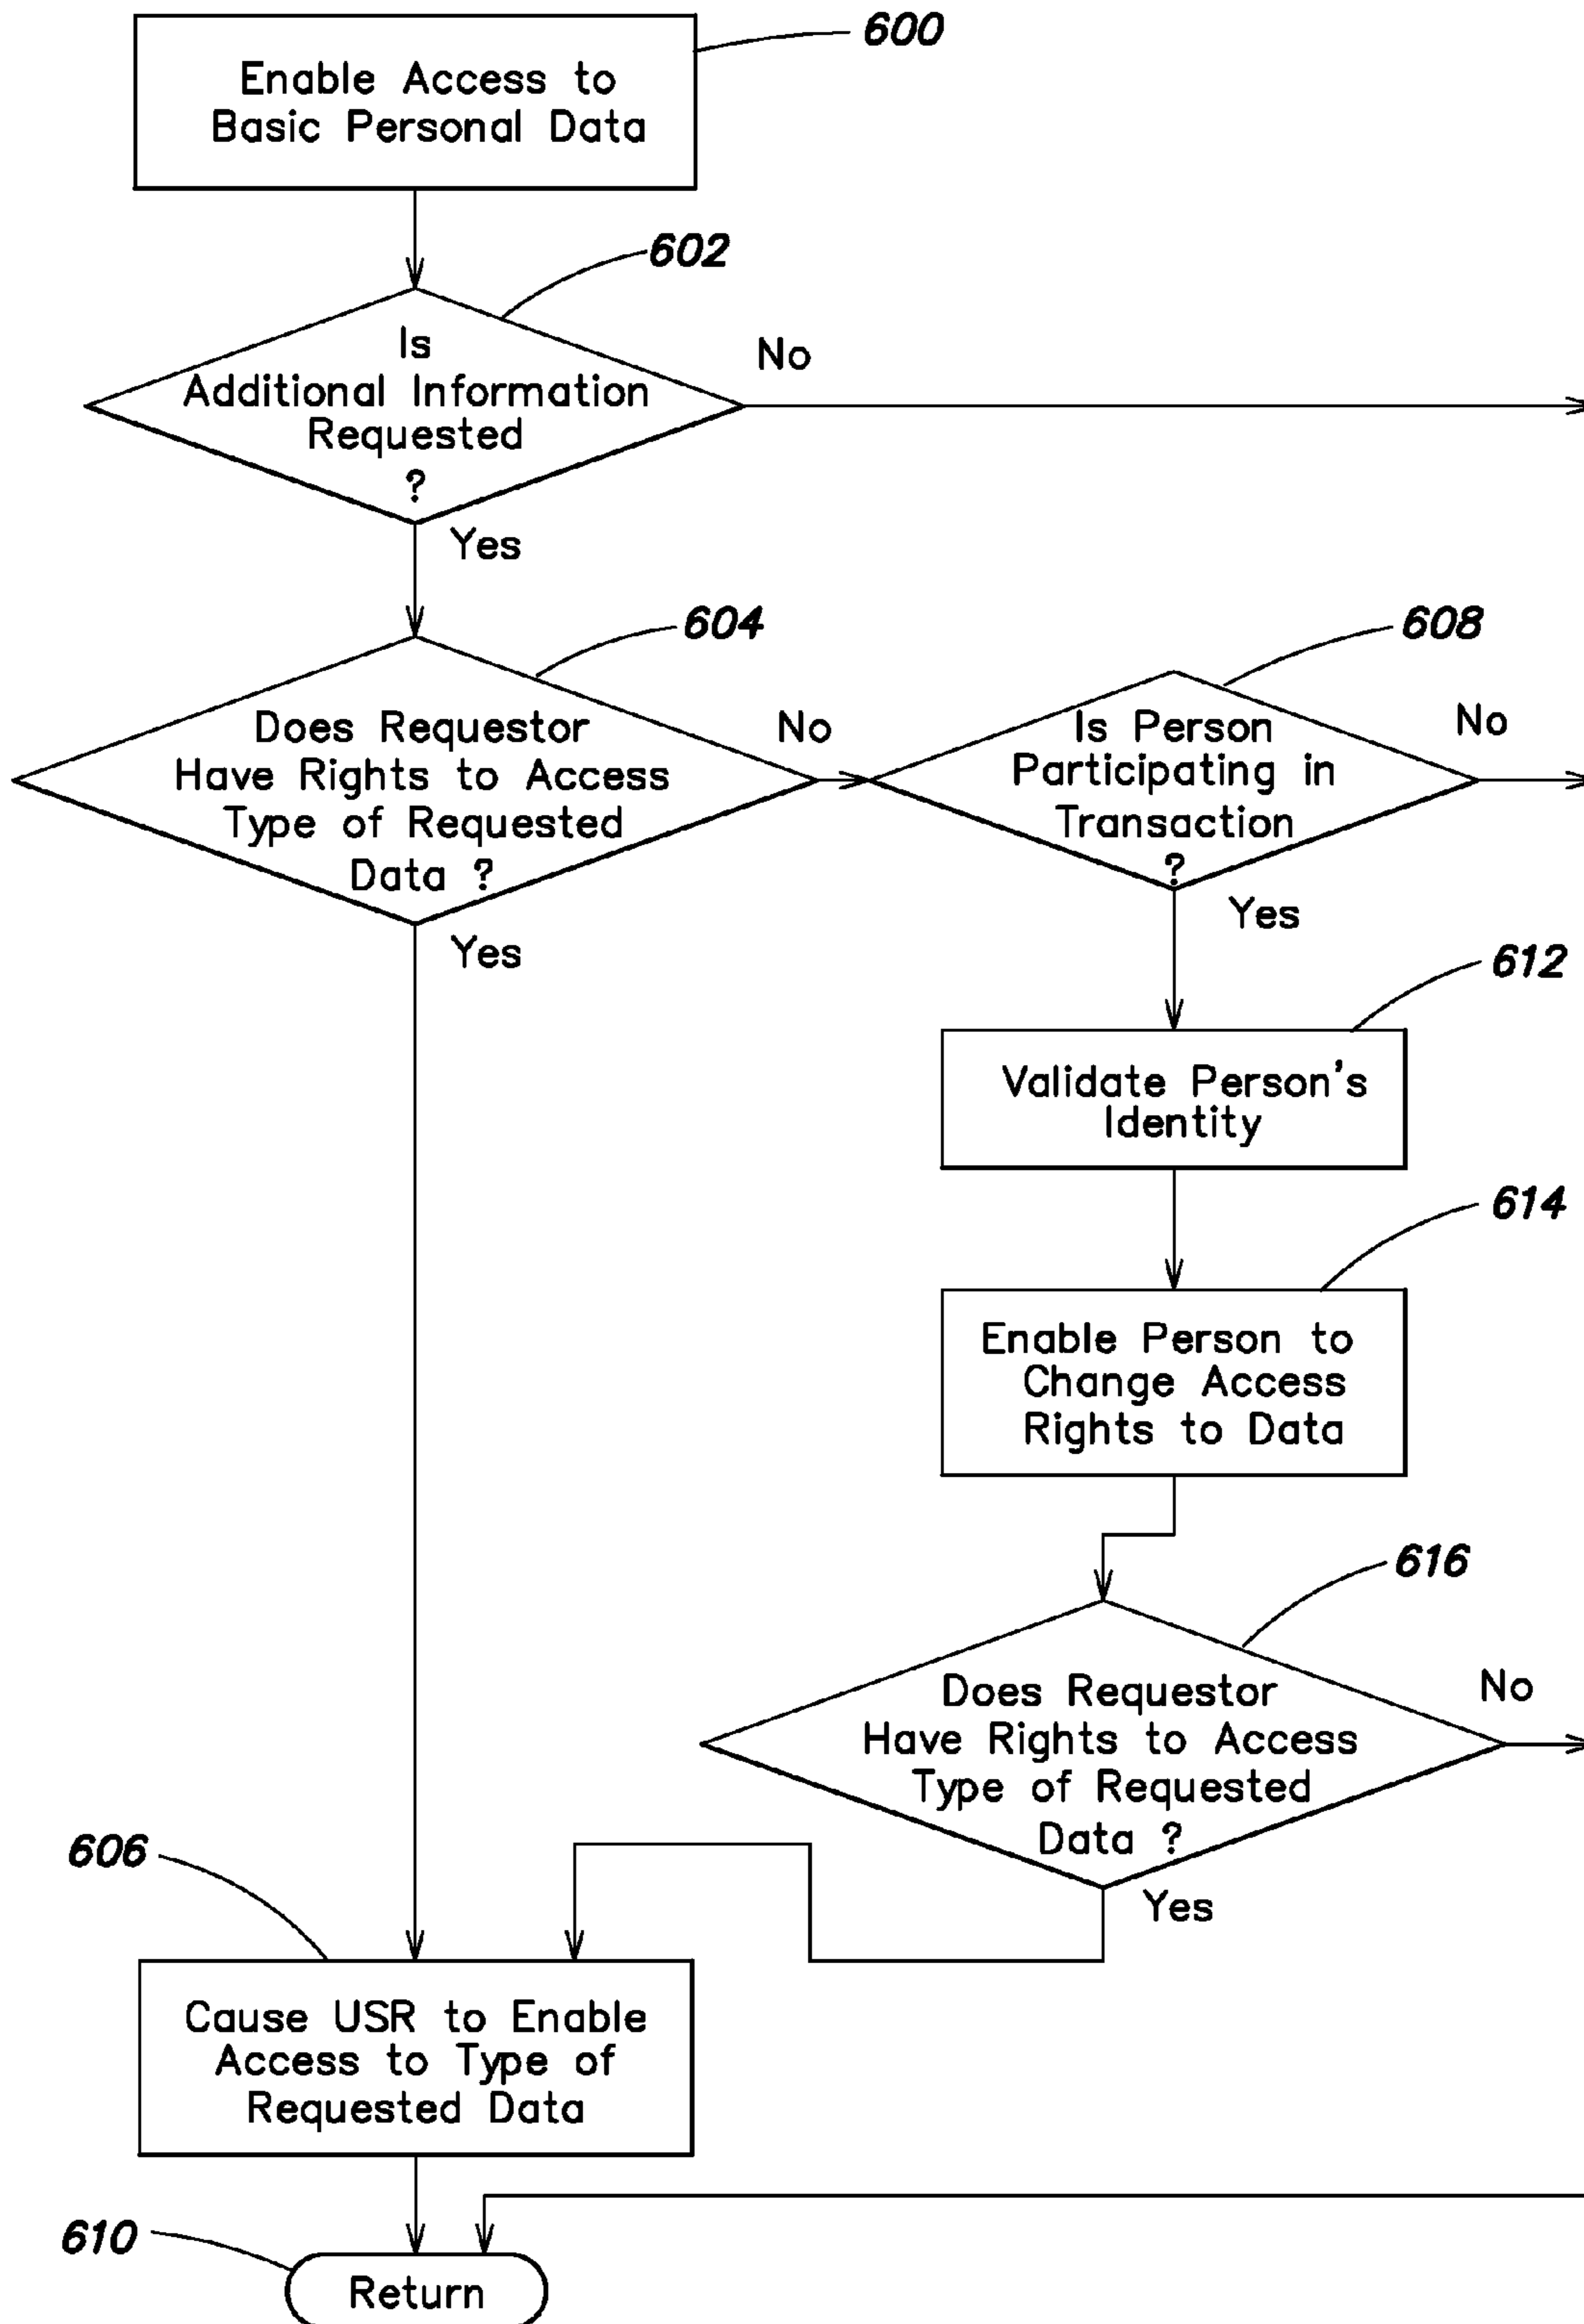 600
Enable Access to
Basic Personal Data
602
Is
Additional Information
Requested
?
No
Yes
604
Does Requestor
Have Rights to Access
Type of Requested
Data ?
No
Yes
608
Is Person
Participating in
Transaction
?
No
Yes
612
Validate Person's
Identity
614
Enable Person to
Change Access
Rights to Data
616
Does Requestor
Have Rights to Access
Type of Requested
Data ?
No
Yes
606
Cause USR to Enable
Access to Type of
Requested Data
610
Return